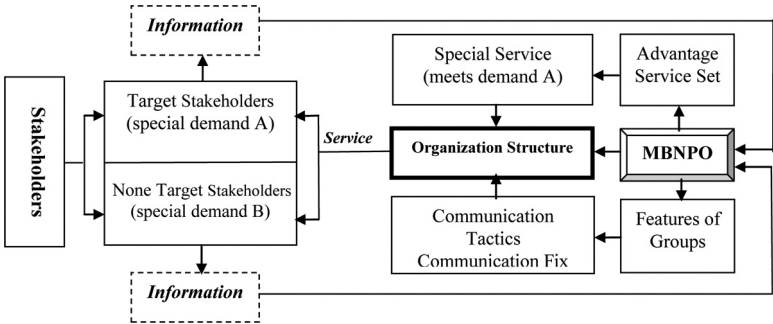 Information
Stakeholders
Target Stakeholders
(special demand A)
None Target Stakeholders
(special demand B)
Information
Service
Special Service
(meets demand A)
Advantage
Service Set
Organization Structure
MBNPO
Communication
Tactics
Communication Fix
Features of
Groups